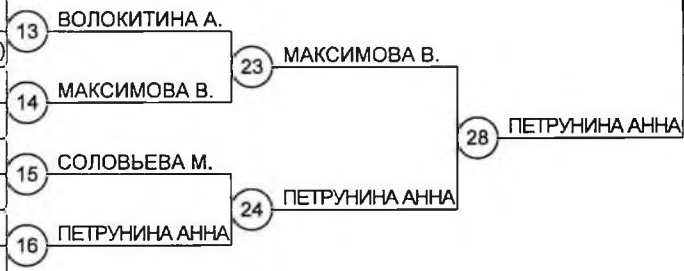 13 ВОЛОКИТИНА А.
23 МАКСИМОВА В.
14 МАКСИМОВА В.
28 ПЕТРУНИНА АННА
15 СОЛОВЬЕВА М.
24 ПЕТРУНИНА АННА
16 ПЕТРУНИНА АННА